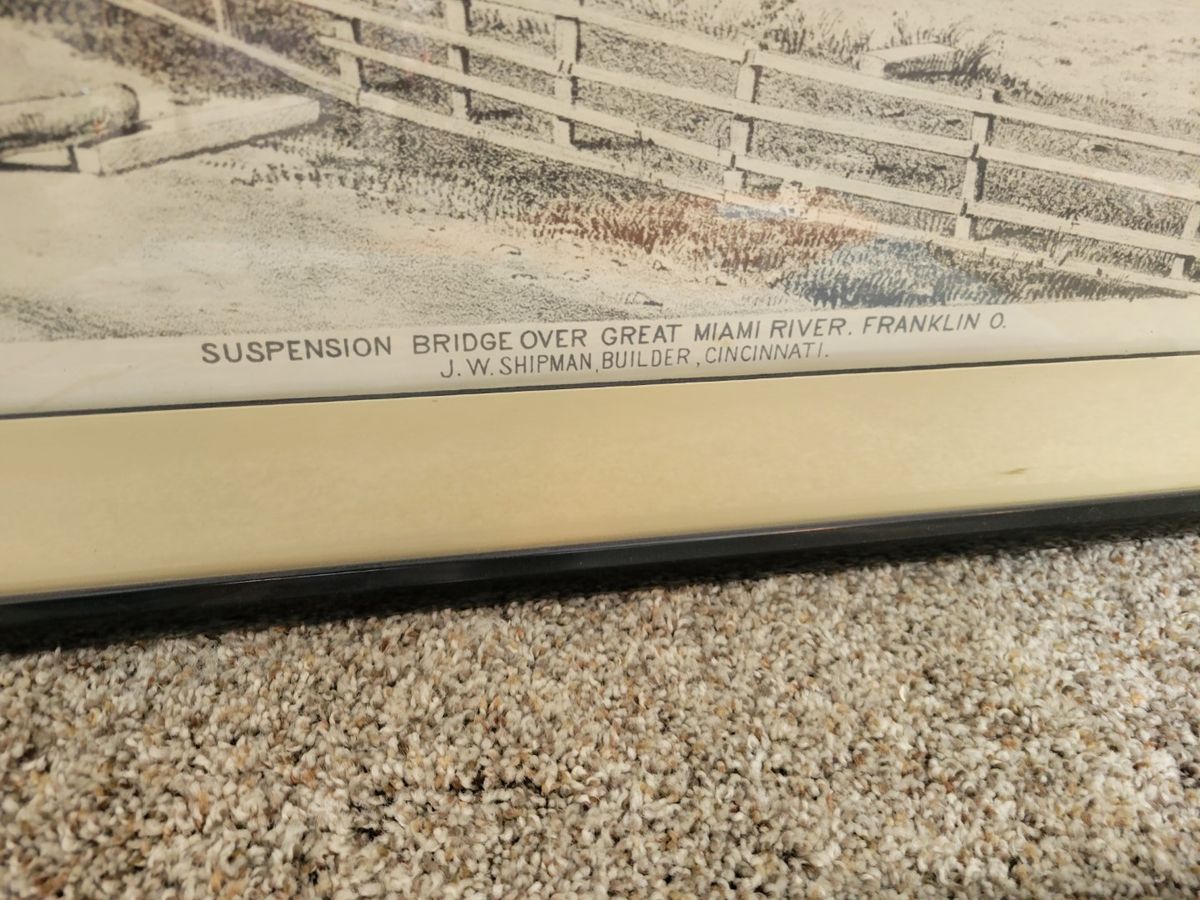 SUSPENSION BRIDGE OVER GREAT MIAMI RIVER. FRANKLIN O.
J. W. SHIPMAN, BUILDER, CINCINNATI.